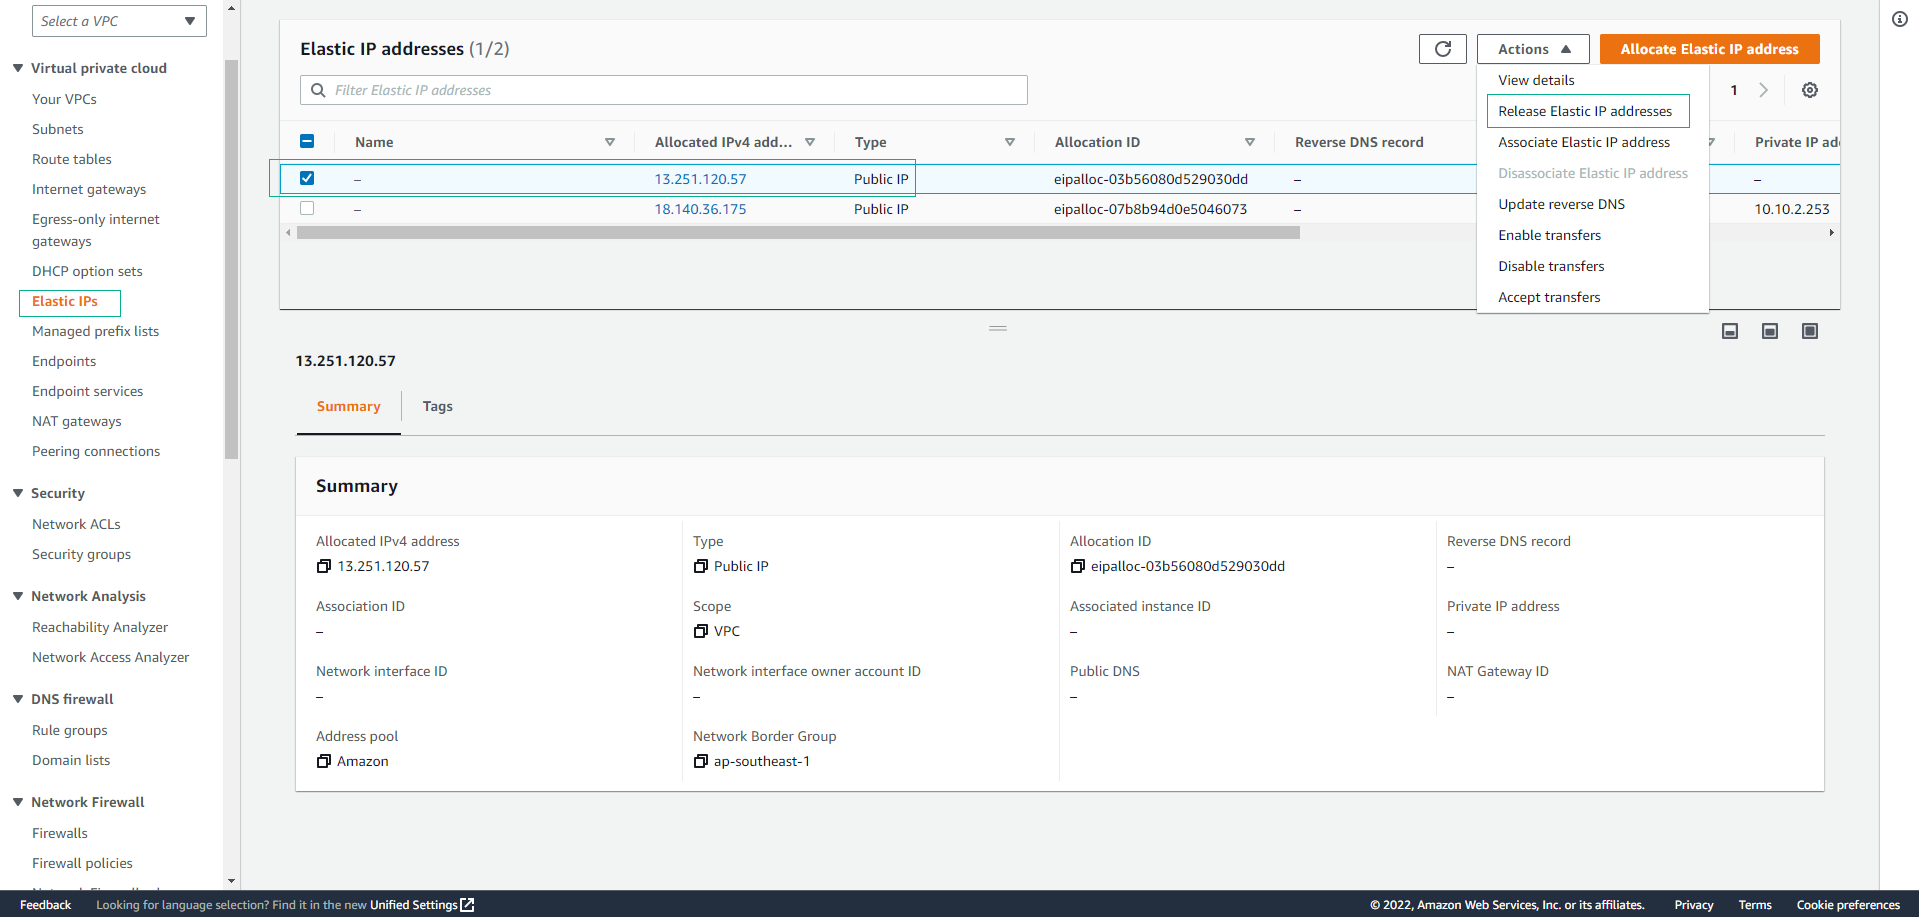 Select a VPC
Virtual private cloud
Your VPCs
Subnets
Route tables
Internet gateways
Egress-only internet
gateways
DHCP option sets
Elastic IPs
Managed prefix lists
Endpoints
Endpoint services
NAT gateways
Peering connections
Security
Network ACLs
Security groups
Network Analysis
Reachability Analyzer
Network Access Analyzer
DNS firewall
Rule groups
Domain lists
Network Firewall
Firewalls
Firewall policies
Elastic IP addresses (1/2)
Actions
Allocate Elastic IP address
Filter Elastic IP addresses
1
View details
Release Elastic IP addresses
Associate Elastic IP address
Disassociate Elastic IP address
Update reverse DNS
Enable transfers
Disable transfers
Accept transfers
Name Allocated IPv4 add... Type Allocation ID Reverse DNS record Private IP
– 13.251.120.57 Public IP eipalloc-03b56080d529030dd – –
– 18.140.36.175 Public IP eipalloc-07b8b94d0e5046073 – 10.10.2.253
13.251.120.57
Summary Tags
Summary
Allocated IPv4 address Type Allocation ID Reverse DNS record
13.251.120.57 Public IP eipalloc-03b56080d529030dd –
Association ID Scope Associated instance ID Private IP address
– VPC – –
Network interface ID Network interface owner account ID Public DNS NAT Gateway ID
– – – –
Address pool Network Border Group
Amazon ap-southeast-1
Feedback Looking for language selection? Find it in the new Unified Settings © 2022, Amazon Web Services, Inc. or its affiliates. Privacy Terms Cookie preferences